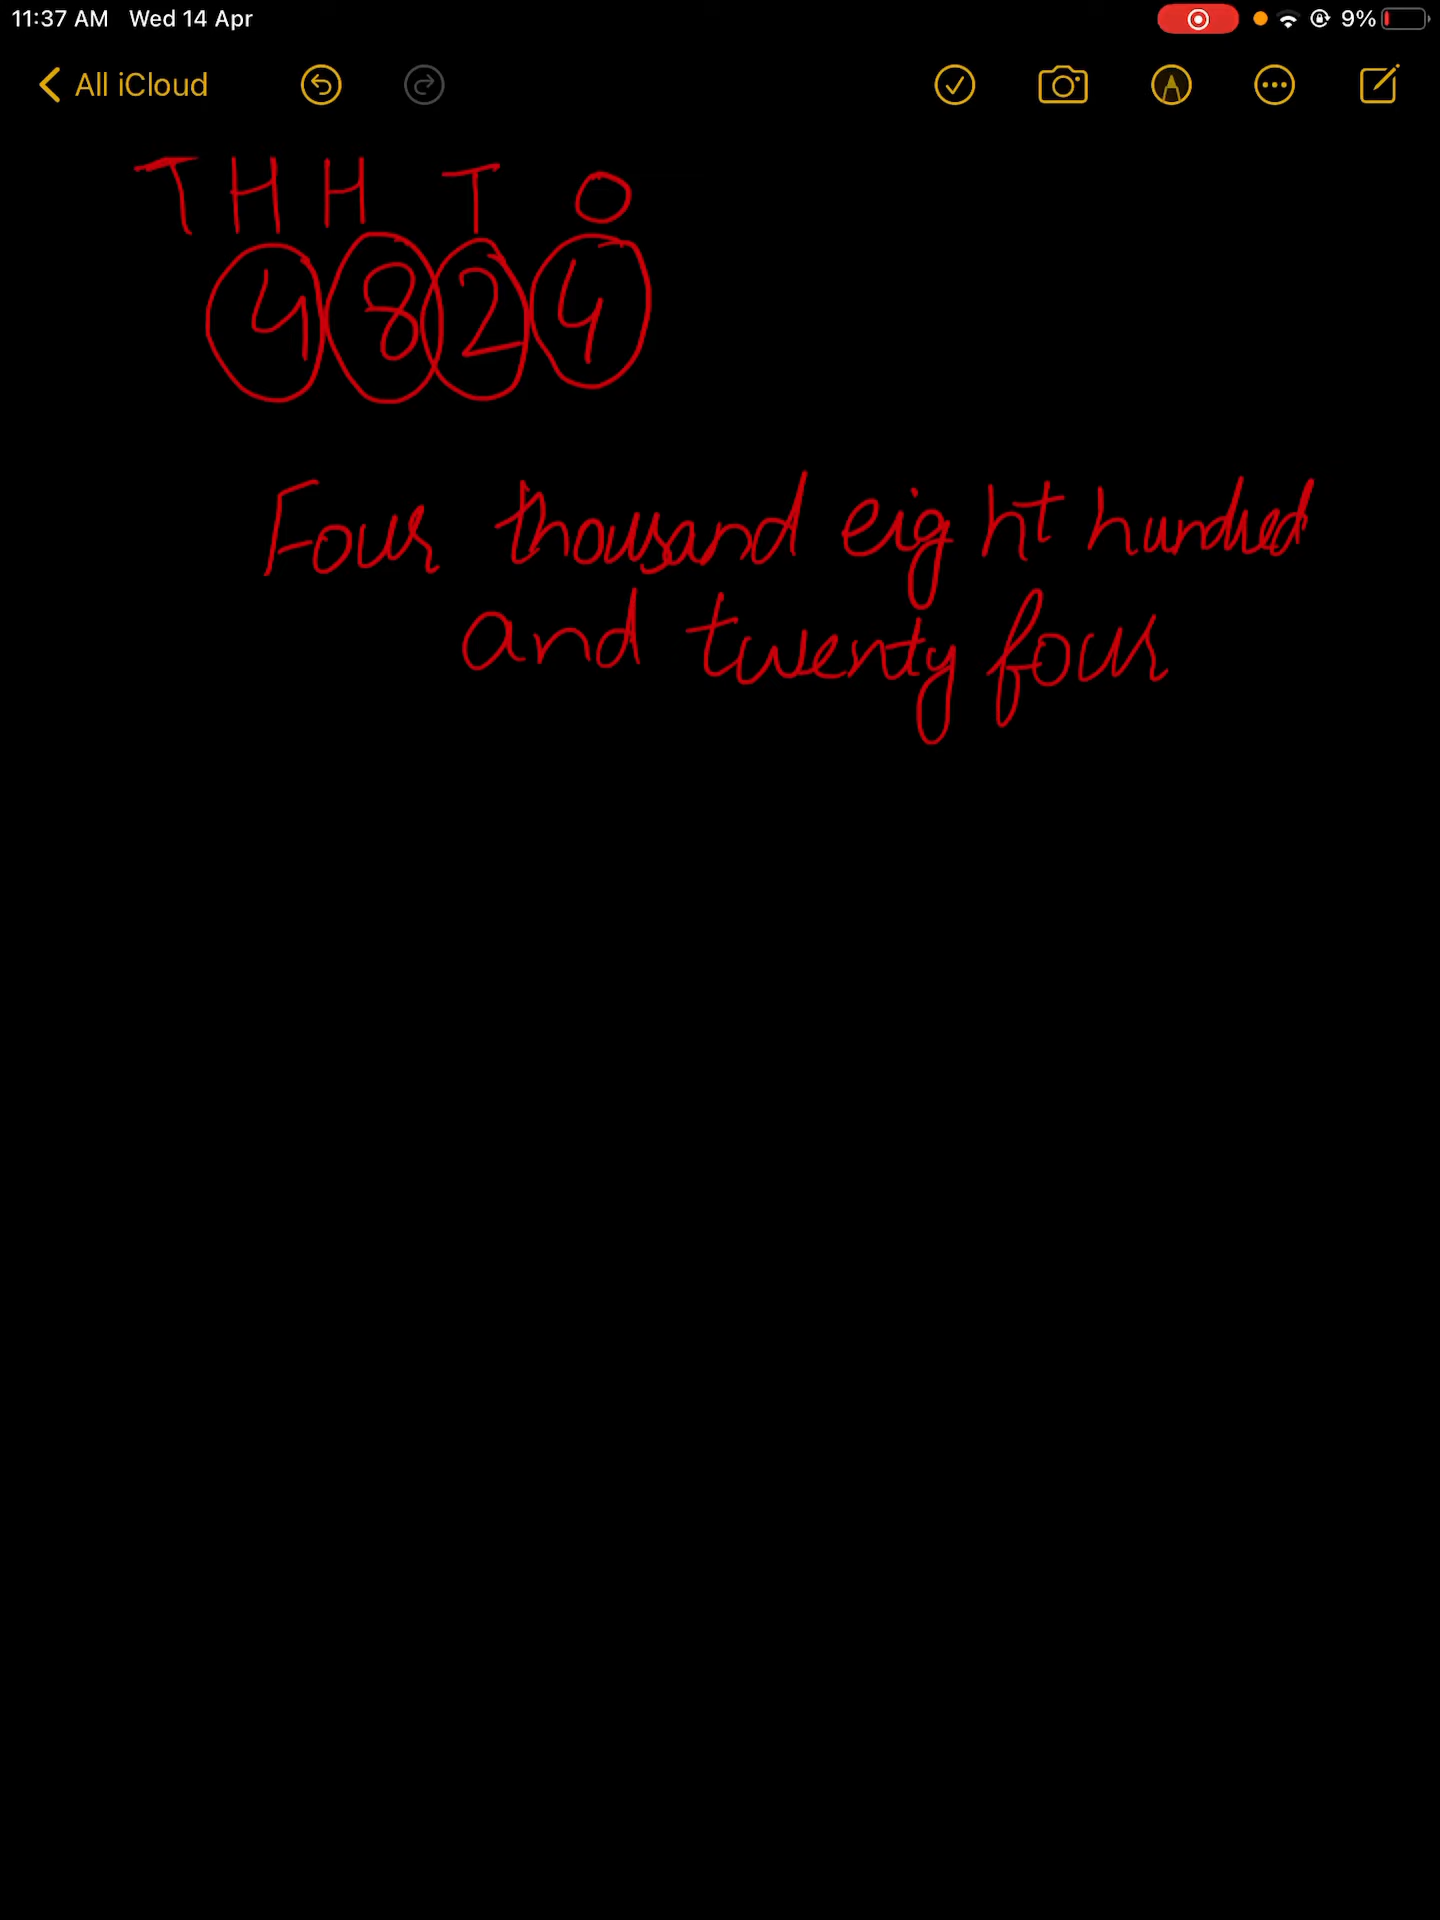 11:37 AM Wed 14 Apr 9%
All iCloud
T H H T O
4 8 2 4
Four thousand eight hundred
and twenty four